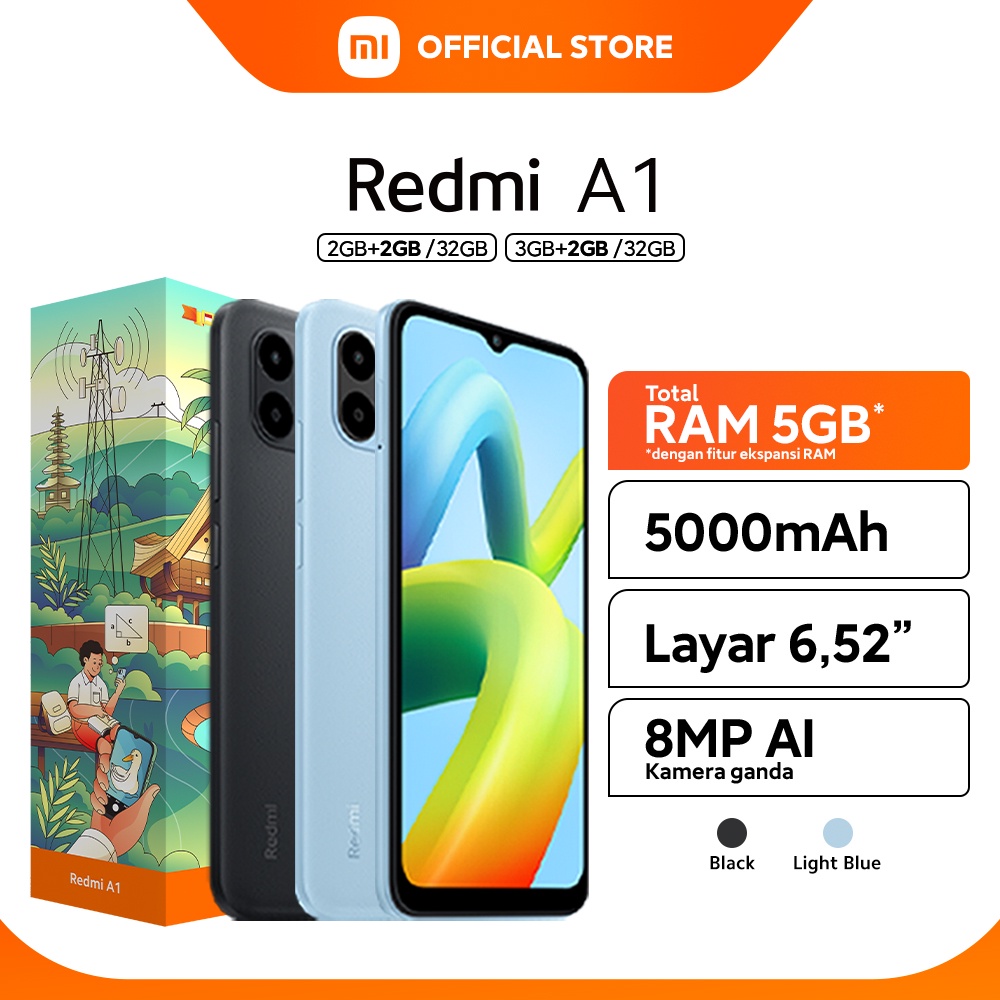 mi OFFICIAL STORE
Redmi A1
2GB+2GB /32GB 3GB+2GB /32GB
Total
RAM 5GB*
*dengan fitur ekspansi RAM
5000mAh
Layar 6,52”
8MP AI
Kamera ganda
Black Light Blue
a c
b
Redmi
Redmi
Redmi A1